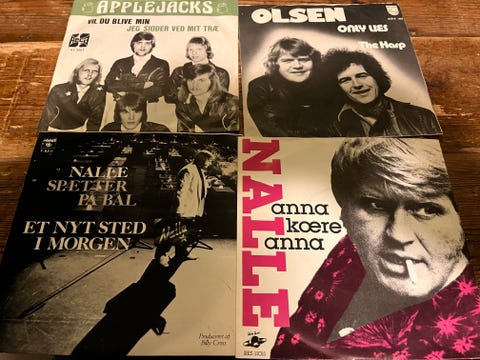 APPLEJACKS
VIL DU BLIVE MIN
JEG SIDDER VED MIT TRÆ
OLSEN
ONLY LIES
The Harp
NALLE
SPÆTTER
PÅ BÅL
ET NYT STED
I MORGEN
Produceret af
Billy Cross
NALLE
anna
kære
anna